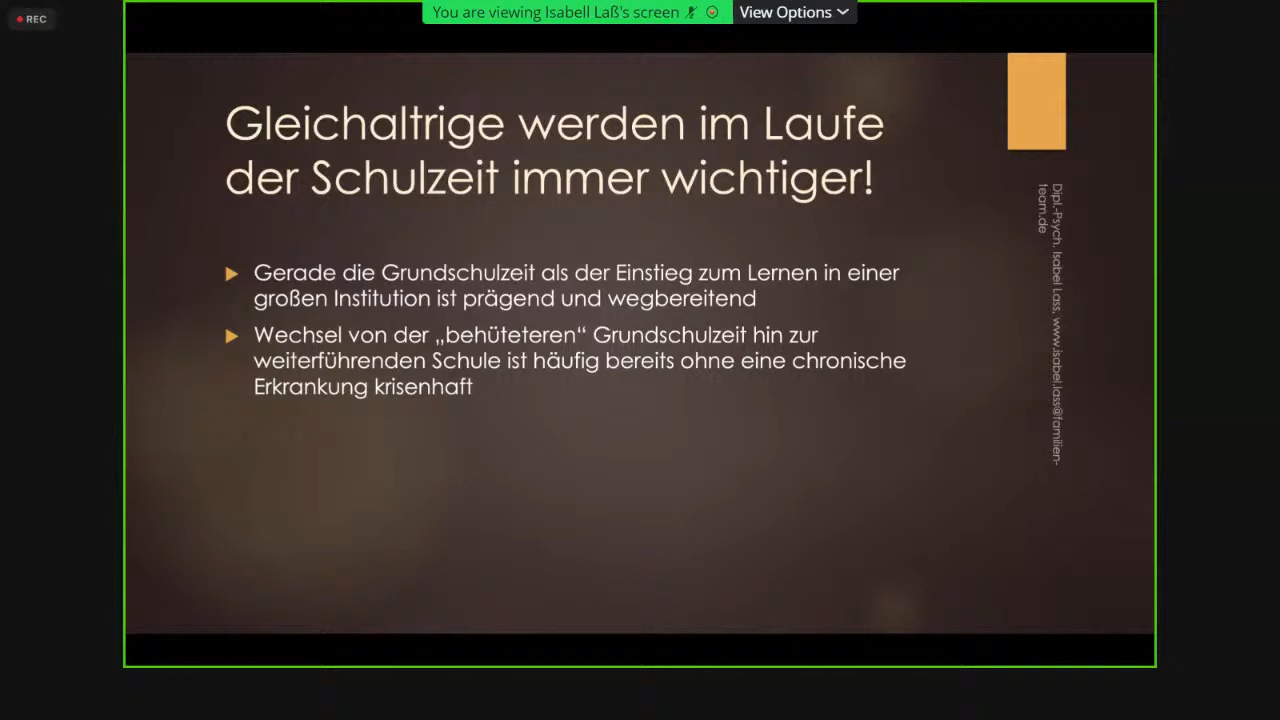 REC
You are viewing Isabell Laß's screen
View Options
Gleichaltrige werden im Laufe
der Schulzeit immer wichtiger!
Gerade die Grundschulzeit als der Einstieg zum Lernen in einer
großen Institution ist prägend und wegbereitend
Wechsel von der „behüteteren“ Grundschulzeit hin zur
weiterführenden Schule ist häufig bereits ohne eine chronische
Erkrankung krisenhaft
Dipl.-Psych. Isabel Lass, www.isabel.lass@familien-
team.de